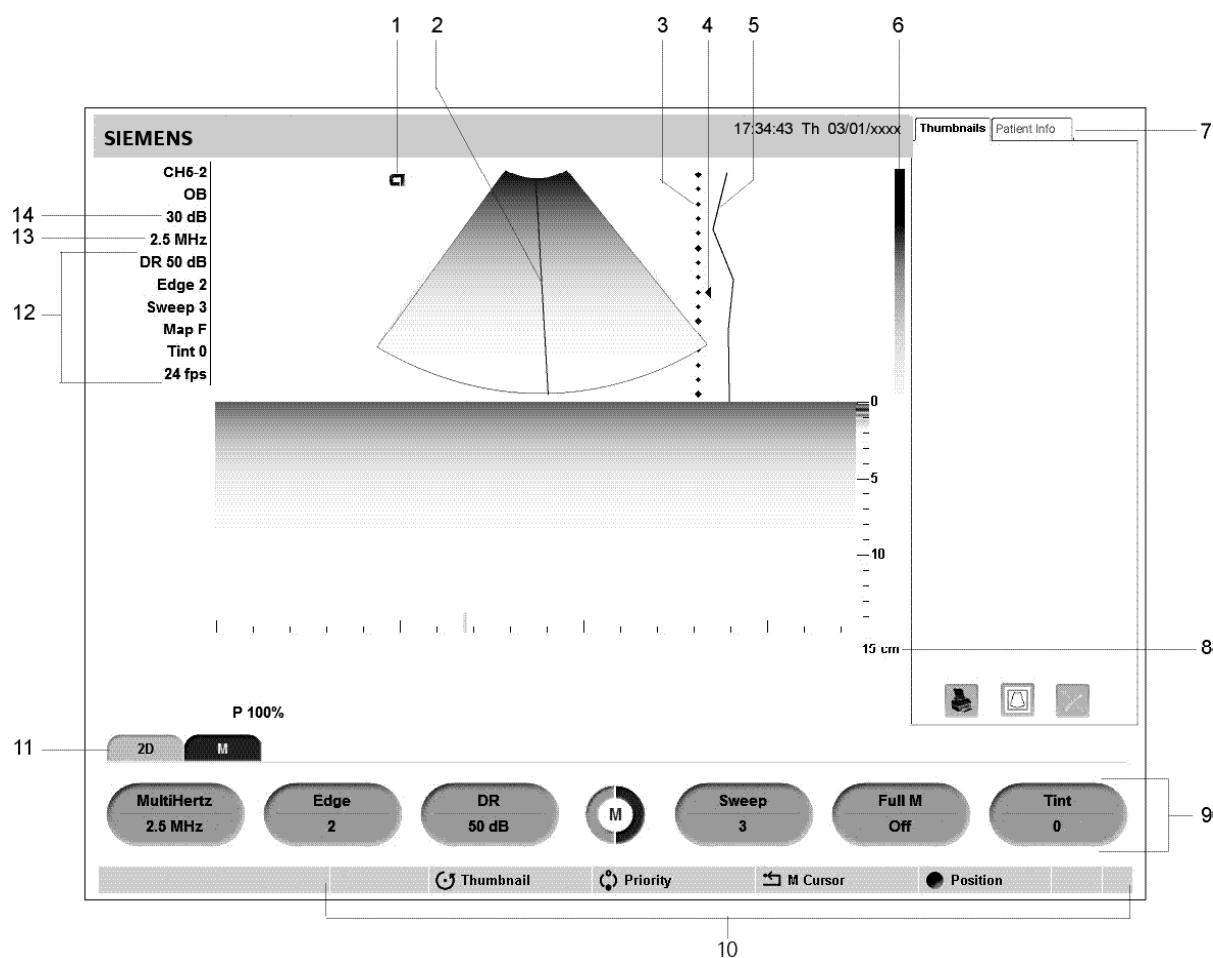 1 2 3 4 5 6
SIEMENS
17:34:43 Th 03/01/xxxx
Thumbnails
Patient Info
7
CH5-2
OB
14
30 dB
13
2.5 MHz
DR 50 dB
Edge 2
12
Sweep 3
Map F
Tint 0
24 fps
0
5
10
15 cm
8
P 100%
11
2D
M
MultiHertz
2.5 MHz
Edge
2
DR
50 dB
M
Sweep
3
Full M
Off
Tint
0
9
Thumbnail
Priority
M Cursor
Position
10